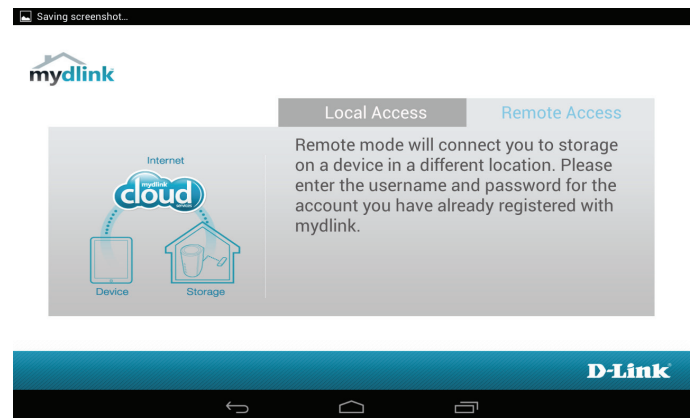 Saving screenshot...
mydlink
Local Access
Remote Access
Remote mode will connect you to storage
on a device in a different location. Please
enter the username and password for the
account you have already registered with
mydlink.
Internet
mydlink
cloud
SERVICES
Device
Storage
D-Link